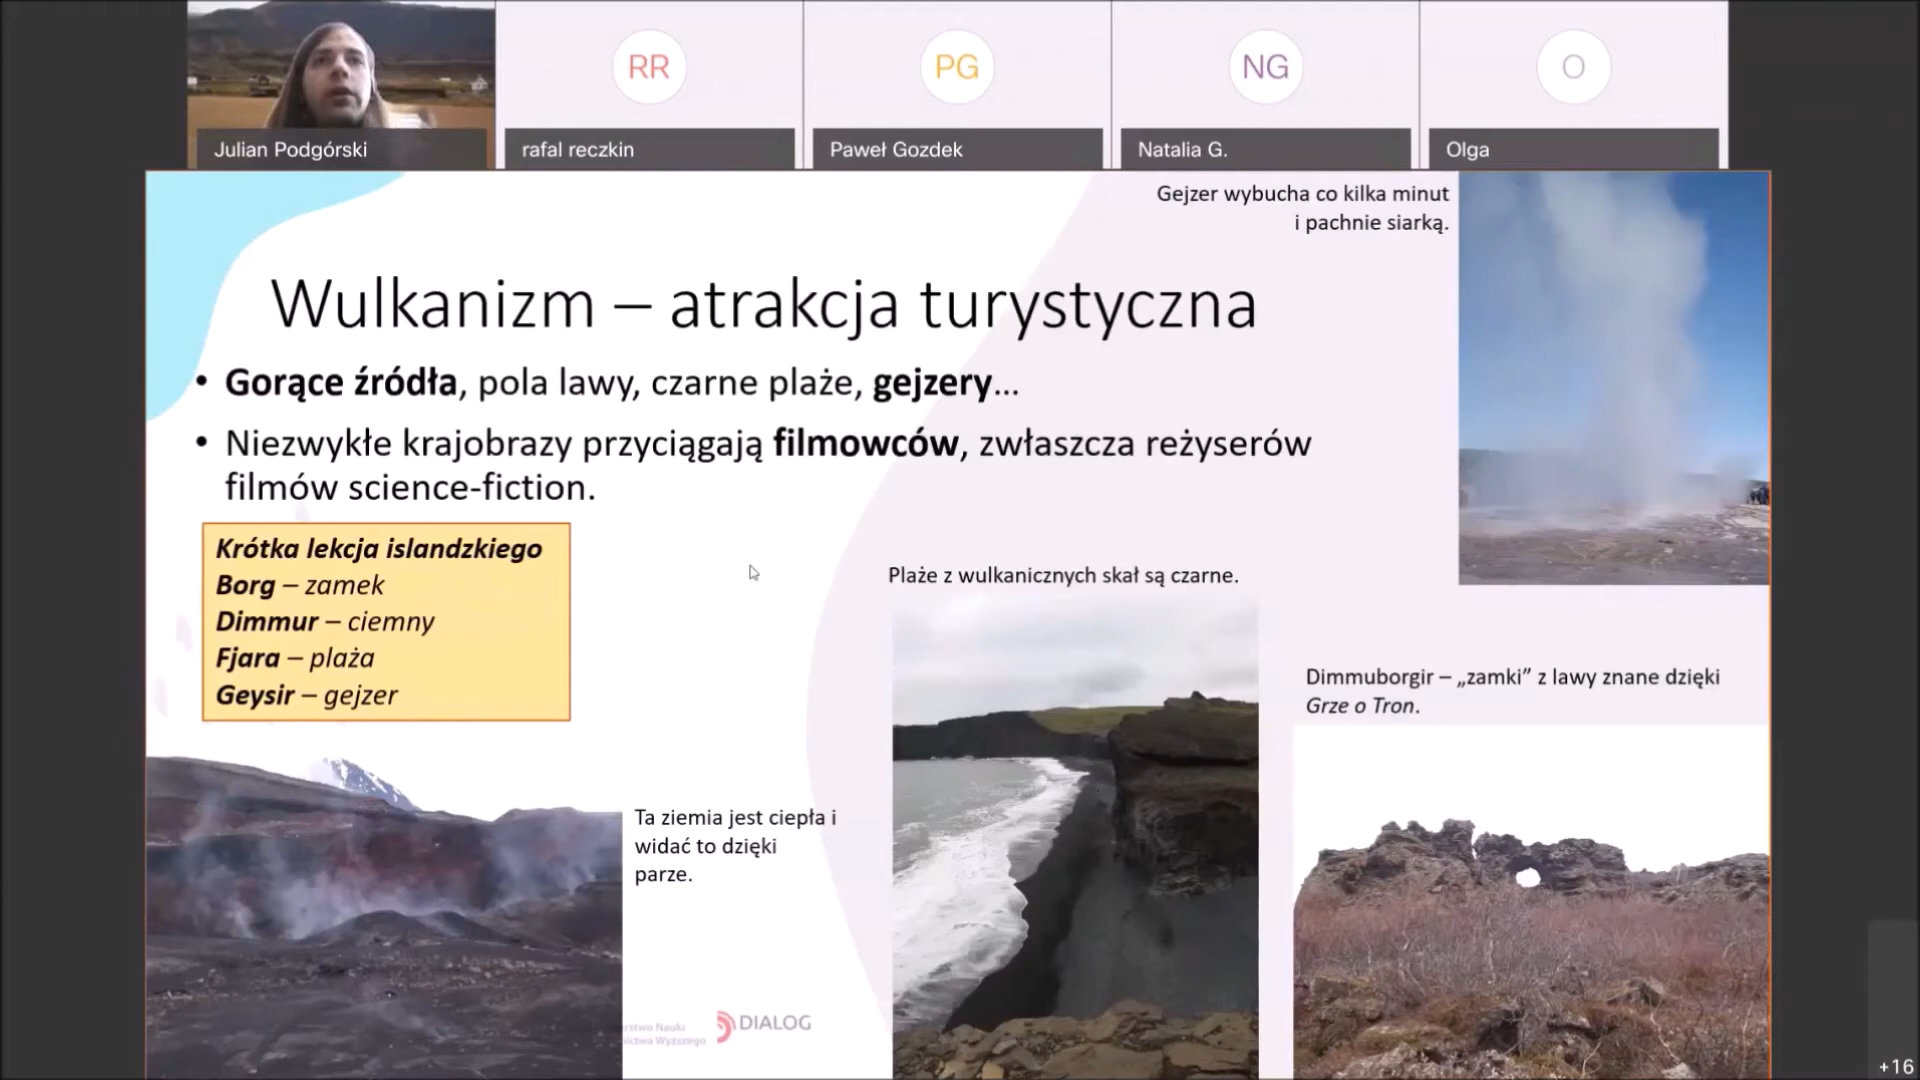 RR
PG
NG
O
Julian Podgórski
rafal reczkin
Paweł Gozdek
Natalia G.
Olga
Gejzer wybucha co kilka minut
i pachnie siarką.
Wulkanizm – atrakcja turystyczna
• Gorące źródła, pola lawy, czarne plaże, gejzery...
• Niezwykłe krajobrazy przyciągają filmowców, zwłaszcza reżyserów
filmów science-fiction.
Krótka lekcja islandzkiego
Borg – zamek
Dimmur – ciemny
Fjara – plaża
Geysir – gejzer
Plaże z wulkanicznych skał są czarne.
Dimmuborgir – „zamki” z lawy znane dzięki
Grze o Tron.
Ta ziemia jest ciepła i
widać to dzięki
parze.
Nauki
Wyższego
DIALOG
+16